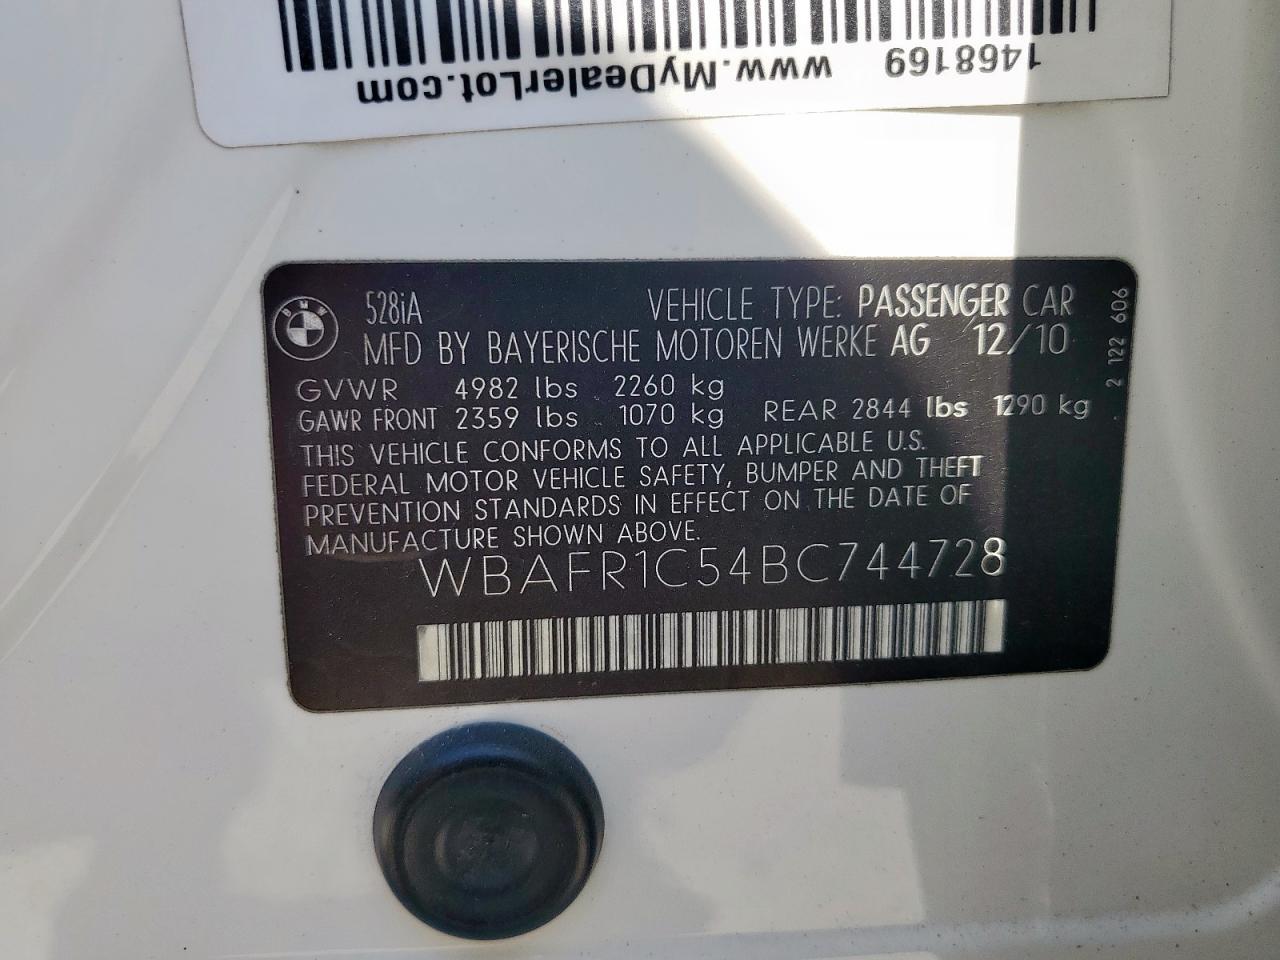 1468169 www.MyDealerLot.com
BMW
528iA VEHICLE TYPE: PASSENGER CAR
MFD BY BAYERISCHE MOTOREN WERKE AG 12/10
GVWR 4982 lbs 2260 kg
GAWR FRONT 2359 lbs 1070 kg REAR 2844 lbs 1290 kg
THIS VEHICLE CONFORMS TO ALL APPLICABLE U.S.
FEDERAL MOTOR VEHICLE SAFETY, BUMPER AND THEFT
PREVENTION STANDARDS IN EFFECT ON THE DATE OF
MANUFACTURE SHOWN ABOVE.
WBAFR1C54BC744728
2 122 606